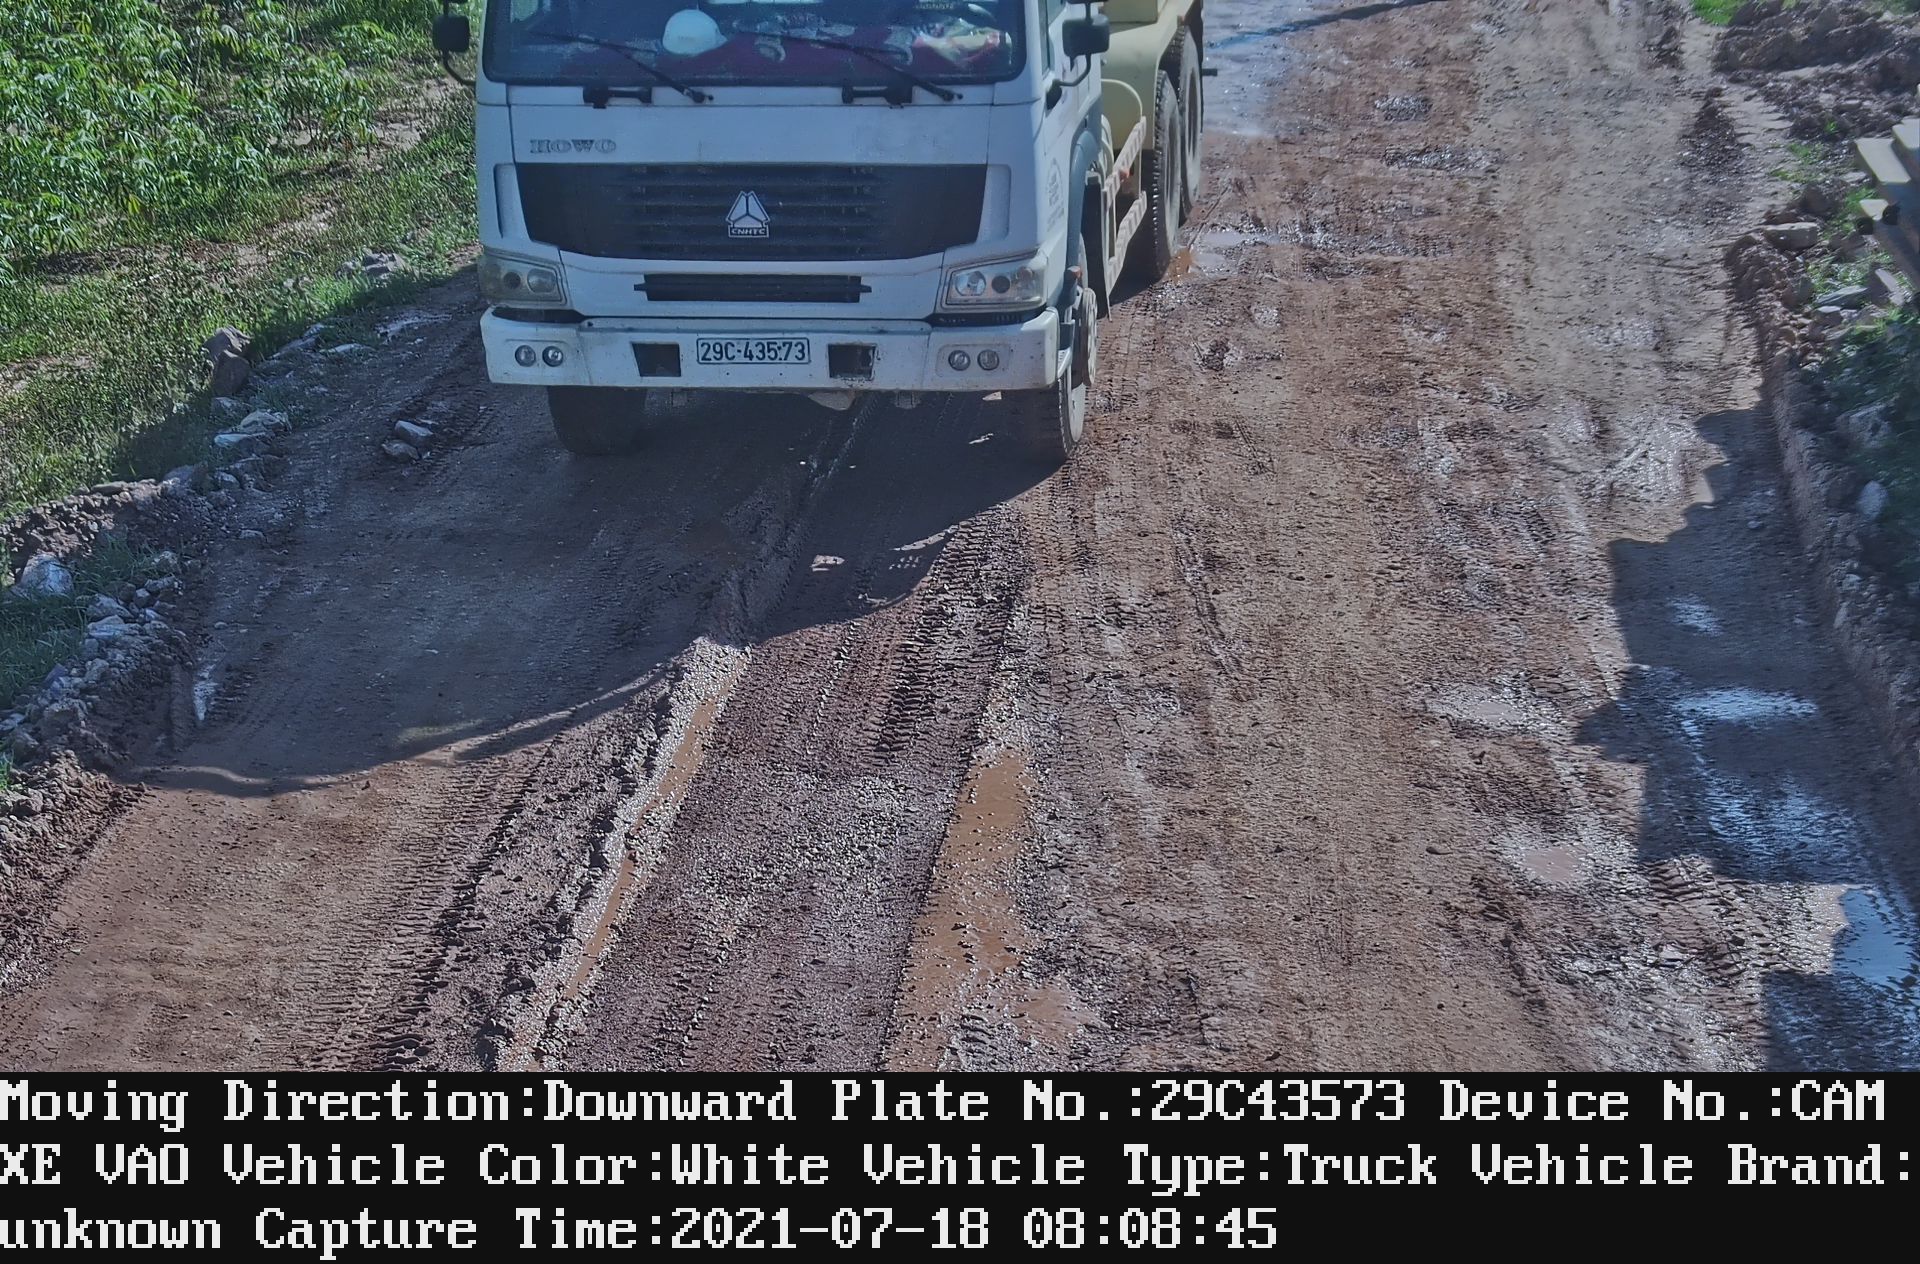 HOWO
CNHTC
29C-435.73
Moving Direction:Downward Plate No.:29C43573 Device No.:CAM
XE VAO Vehicle Color:White Vehicle Type:Truck Vehicle Brand:
unknown Capture Time:2021-07-18 08:08:45